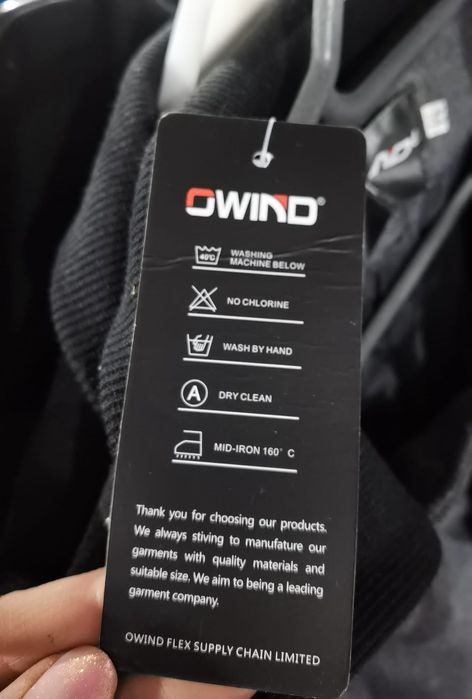 OWIND®
40°C WASHING
MACHINE BELOW
NO CHLORINE
WASH BY HAND
A DRY CLEAN
MID-IRON 160° C
Thank you for choosing our products.
We always stiving to manufature our
garments with quality materials and
suitable size. We aim to being a leading
garment company.
OWIND FLEX SUPPLY CHAIN LIMITED